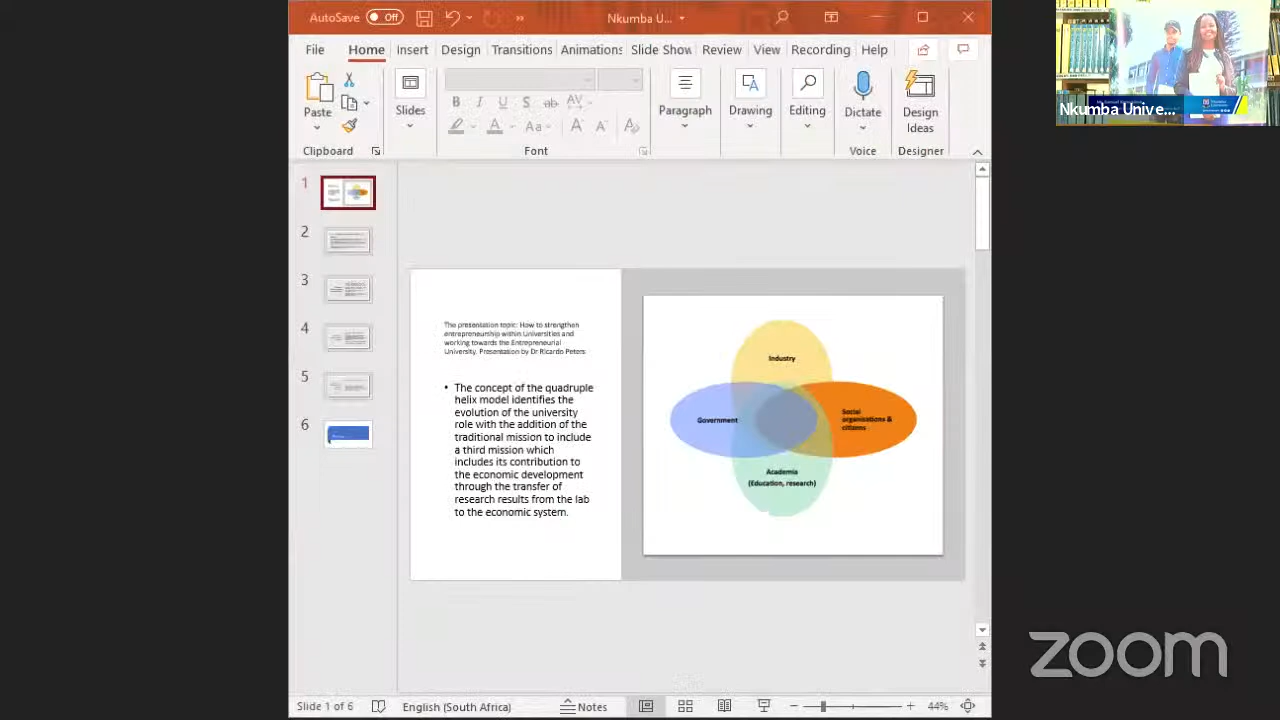 AutoSave Off Nkumba U...
File Home Insert Design Transitions Animations Slide Show Review View Recording Help
Paste Slides Paragraph Drawing Editing Dictate Design
Ideas
Clipboard Font Voice Designer
Nkumba Unive...
1
2
3
4
5
6
The presentation topic: How to strengthen
entrepreneurship within Universities and
working towards the Entrepreneurial
University. Presentation by Dr Ricardo Peters
• The concept of the quadruple
helix model identifies the
evolution of the university
role with the addition of the
traditional mission to include
a third mission which
includes its contribution to
the economic development
through the transfer of
research results from the lab
to the economic system.
Industry
Government
Social
organisations &
citizens
Academia
(Education, research)
Slide 1 of 6 English (South Africa) Notes 44%
zoom